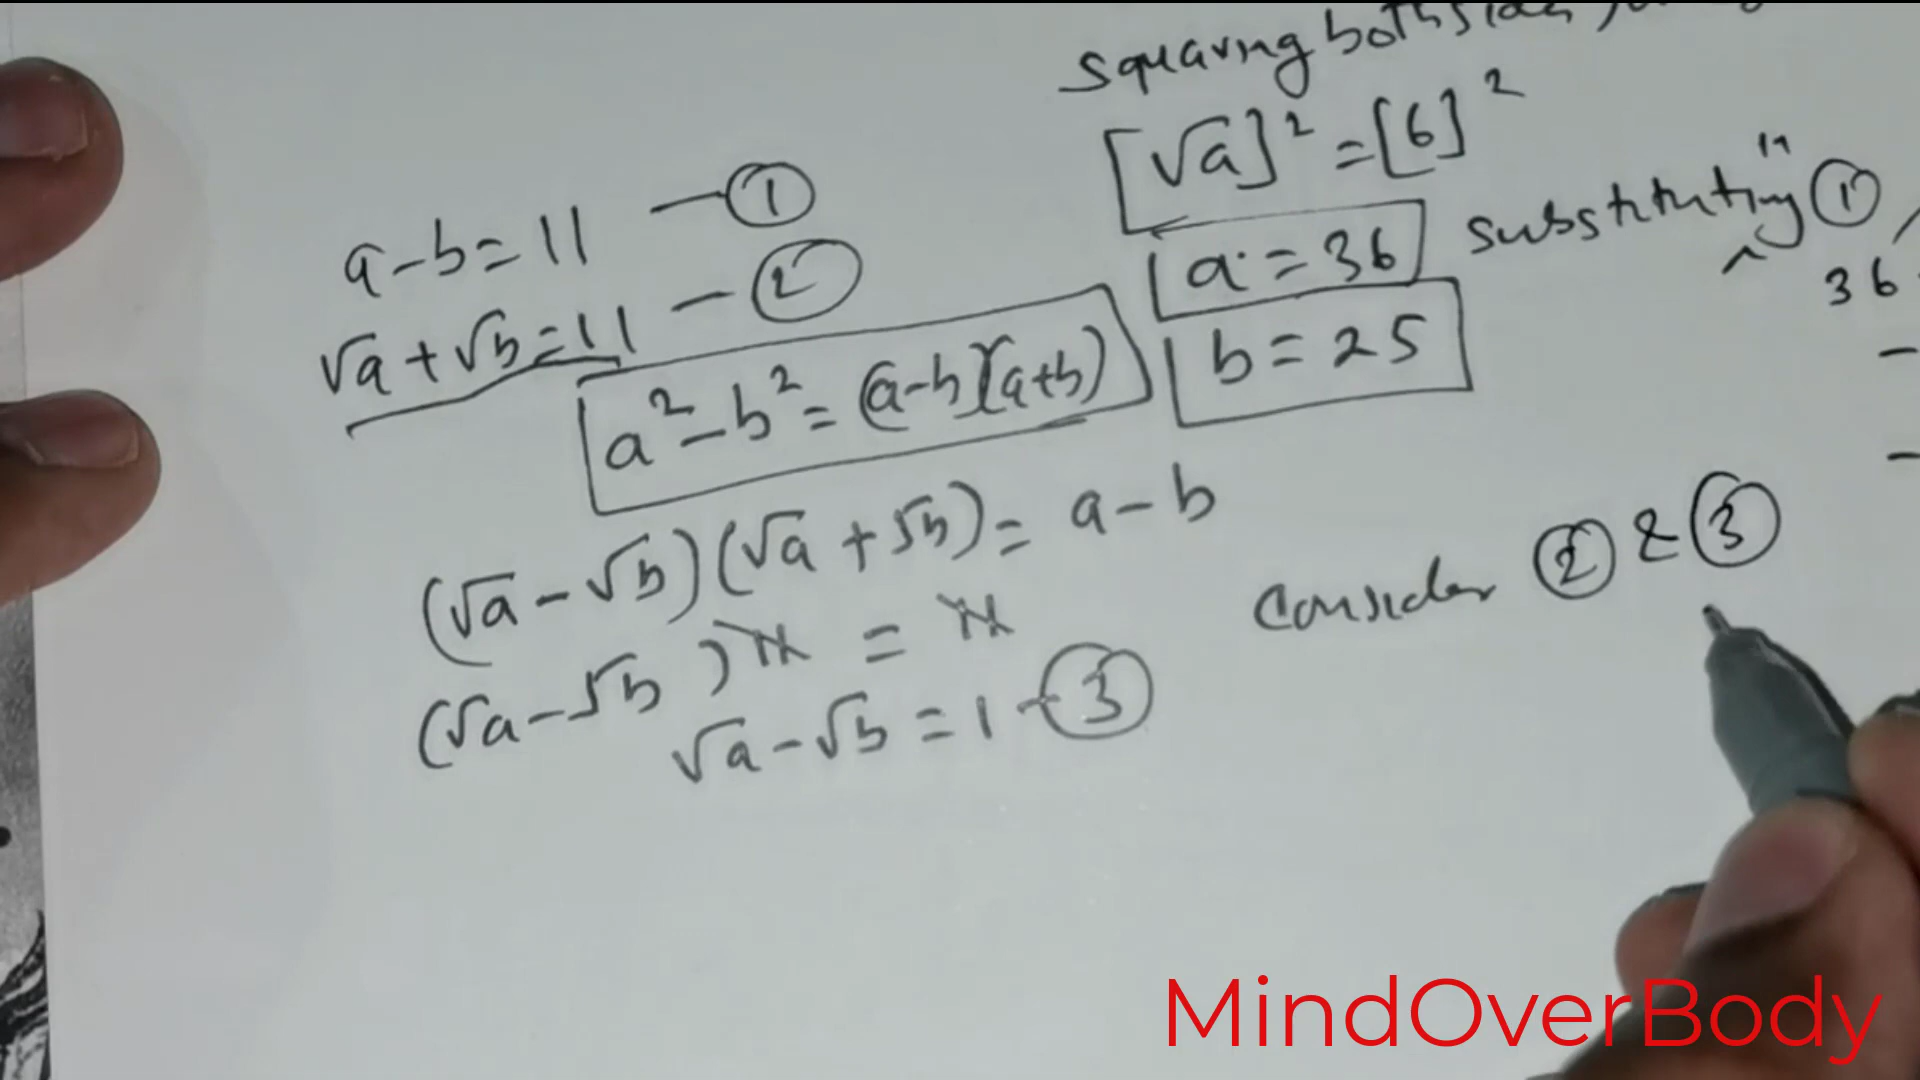 a-b=11 — ①
√a+√b=11 — ②
a²-b²=(a-b)(a+b)
(√a-√b)(√a+√b)=a-b
(√a-√b)11=11
√a-√b=1-③
squaring both sides
[√a]²=[6]²
a=36 substituting in ①
b=25
36
consider ② & ③
MindOverBody